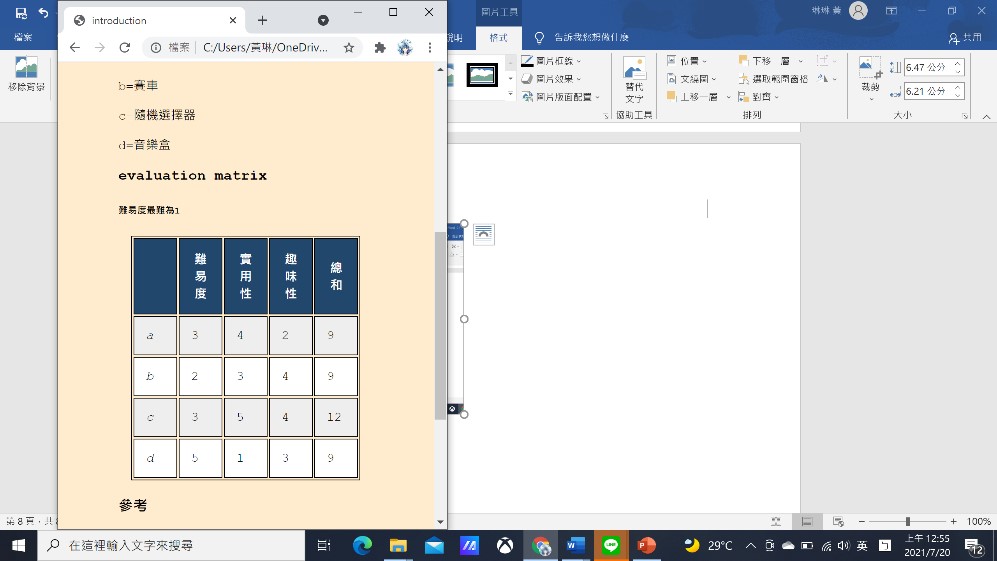 introduction
檔案 C:/Users/黃琳/OneDriv...
b=賽車
c 隨機選擇器
d=音樂盒
evaluation matrix
難易度最難為1
難易度 實用性 趣味性 總和
a 3 4 2 9
b 2 3 4 9
c 3 5 4 12
d 5 1 3 9
參考
圖片工具
檔案
說明 格式 告訴我您想做什麼 共用
移除背景
圖片框線
圖片效果
圖片版面配置
替代文字
協助工具
位置
文繞圖
上移一層
下移一層
選取範圍窗格
對齊
排列
裁剪
6.47 公分
6.21 公分
大小
第 8 頁，共
100%
在這裡輸入文字來搜尋
29°C
英
上午 12:55
2021/7/20
12